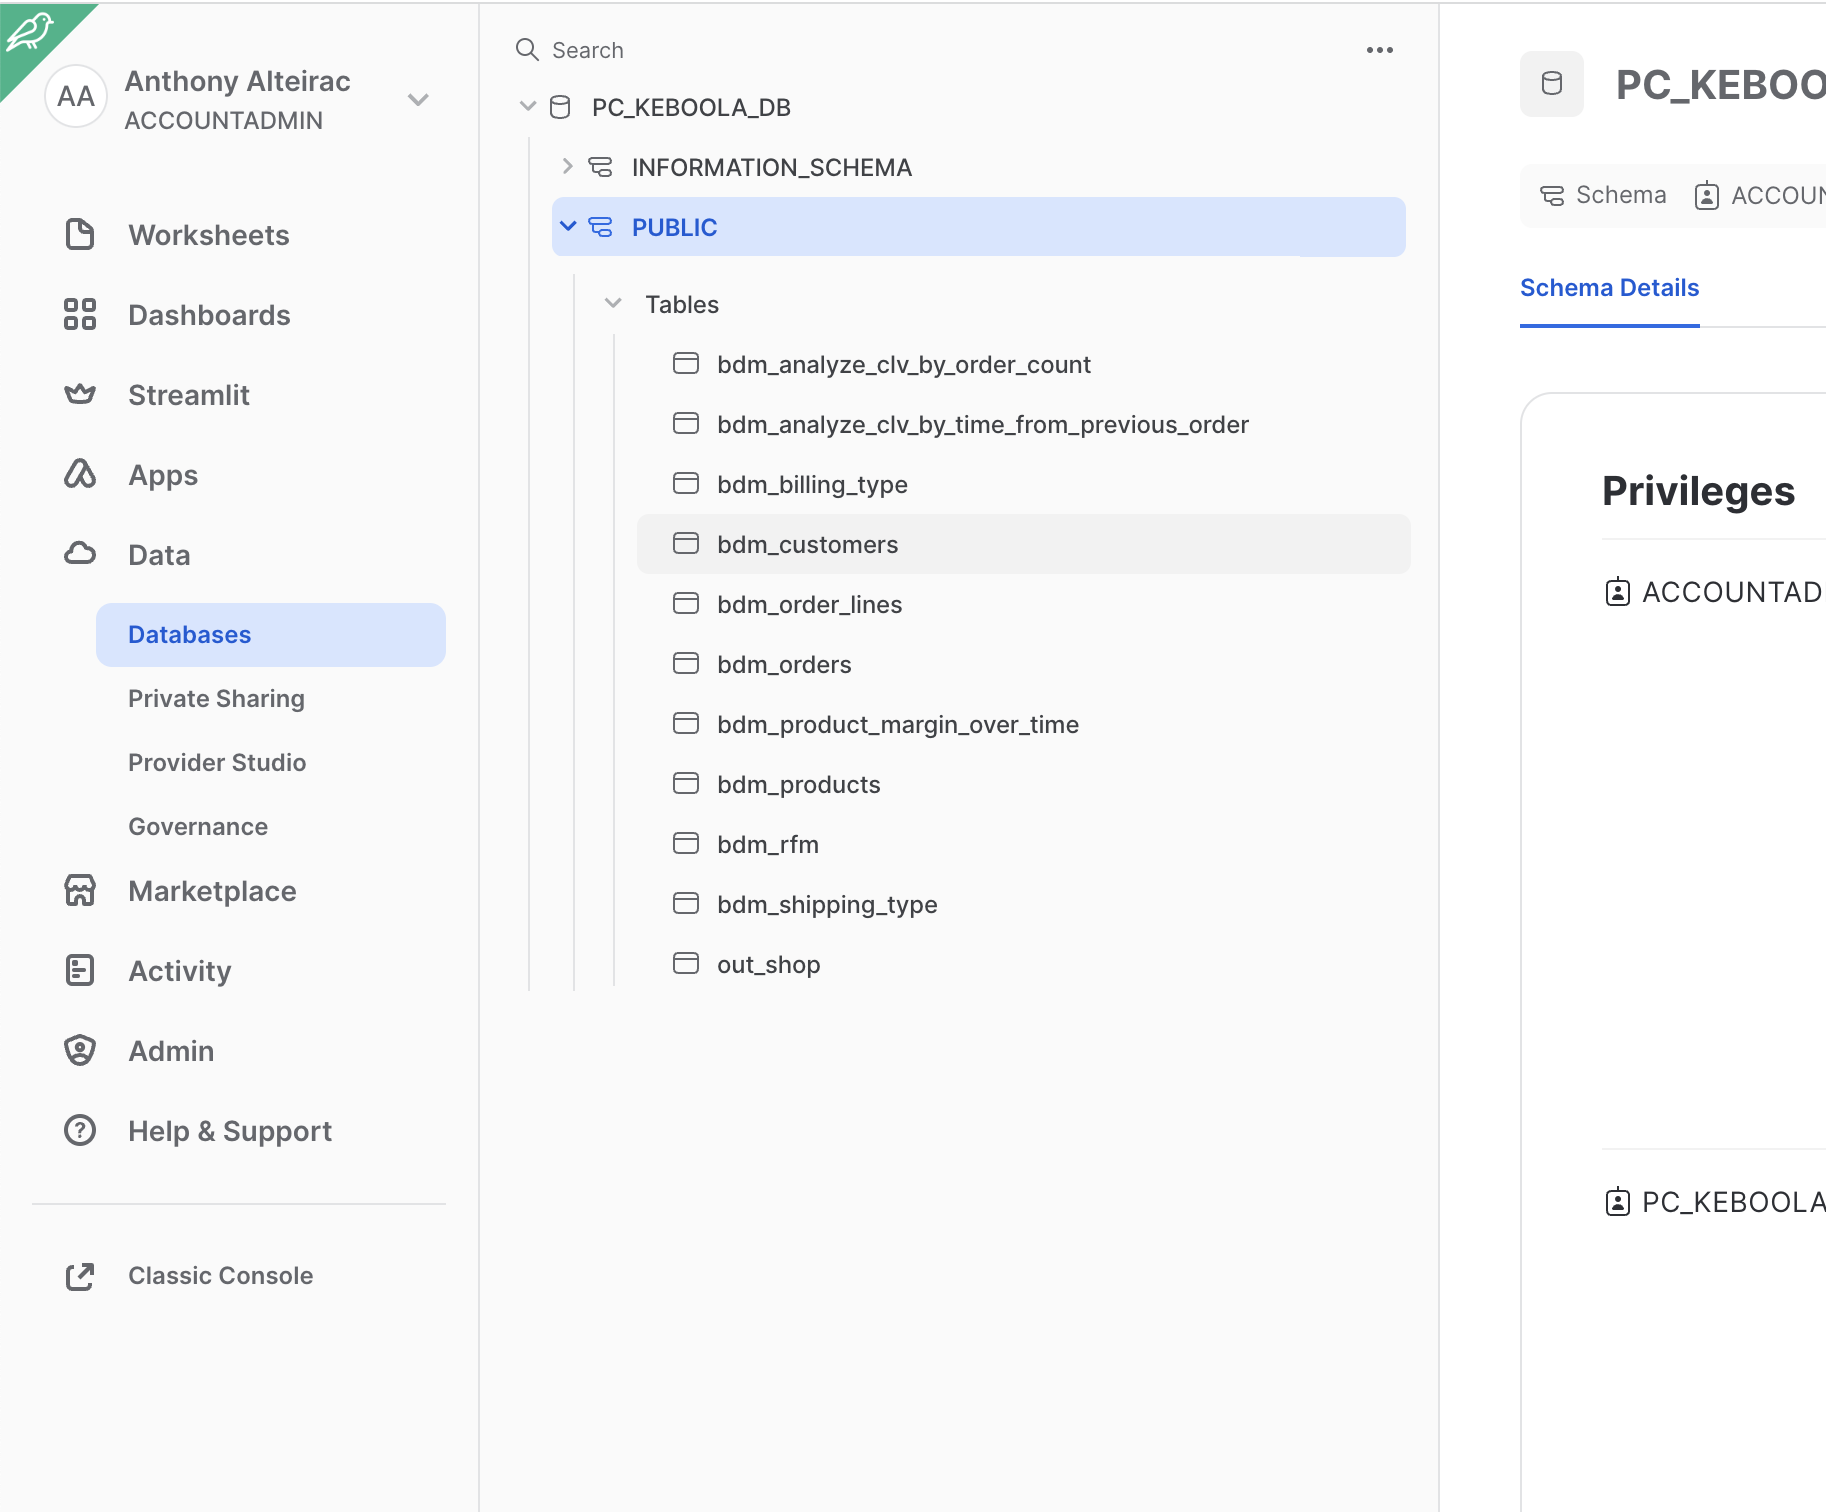 AA
Anthony Alteirac
ACCOUNTADMIN
Worksheets
Dashboards
Streamlit
Apps
Data
Databases
Private Sharing
Provider Studio
Governance
Marketplace
Activity
Admin
Help & Support
Classic Console
Search
PC_KEBOOLA_DB
INFORMATION_SCHEMA
PUBLIC
Tables
bdm_analyze_clv_by_order_count
bdm_analyze_clv_by_time_from_previous_order
bdm_billing_type
bdm_customers
bdm_order_lines
bdm_orders
bdm_product_margin_over_time
bdm_products
bdm_rfm
bdm_shipping_type
out_shop
PC_KEBOO
Schema ACCOUN
Schema Details
Privileges
ACCOUNTAD
PC_KEBOOLA